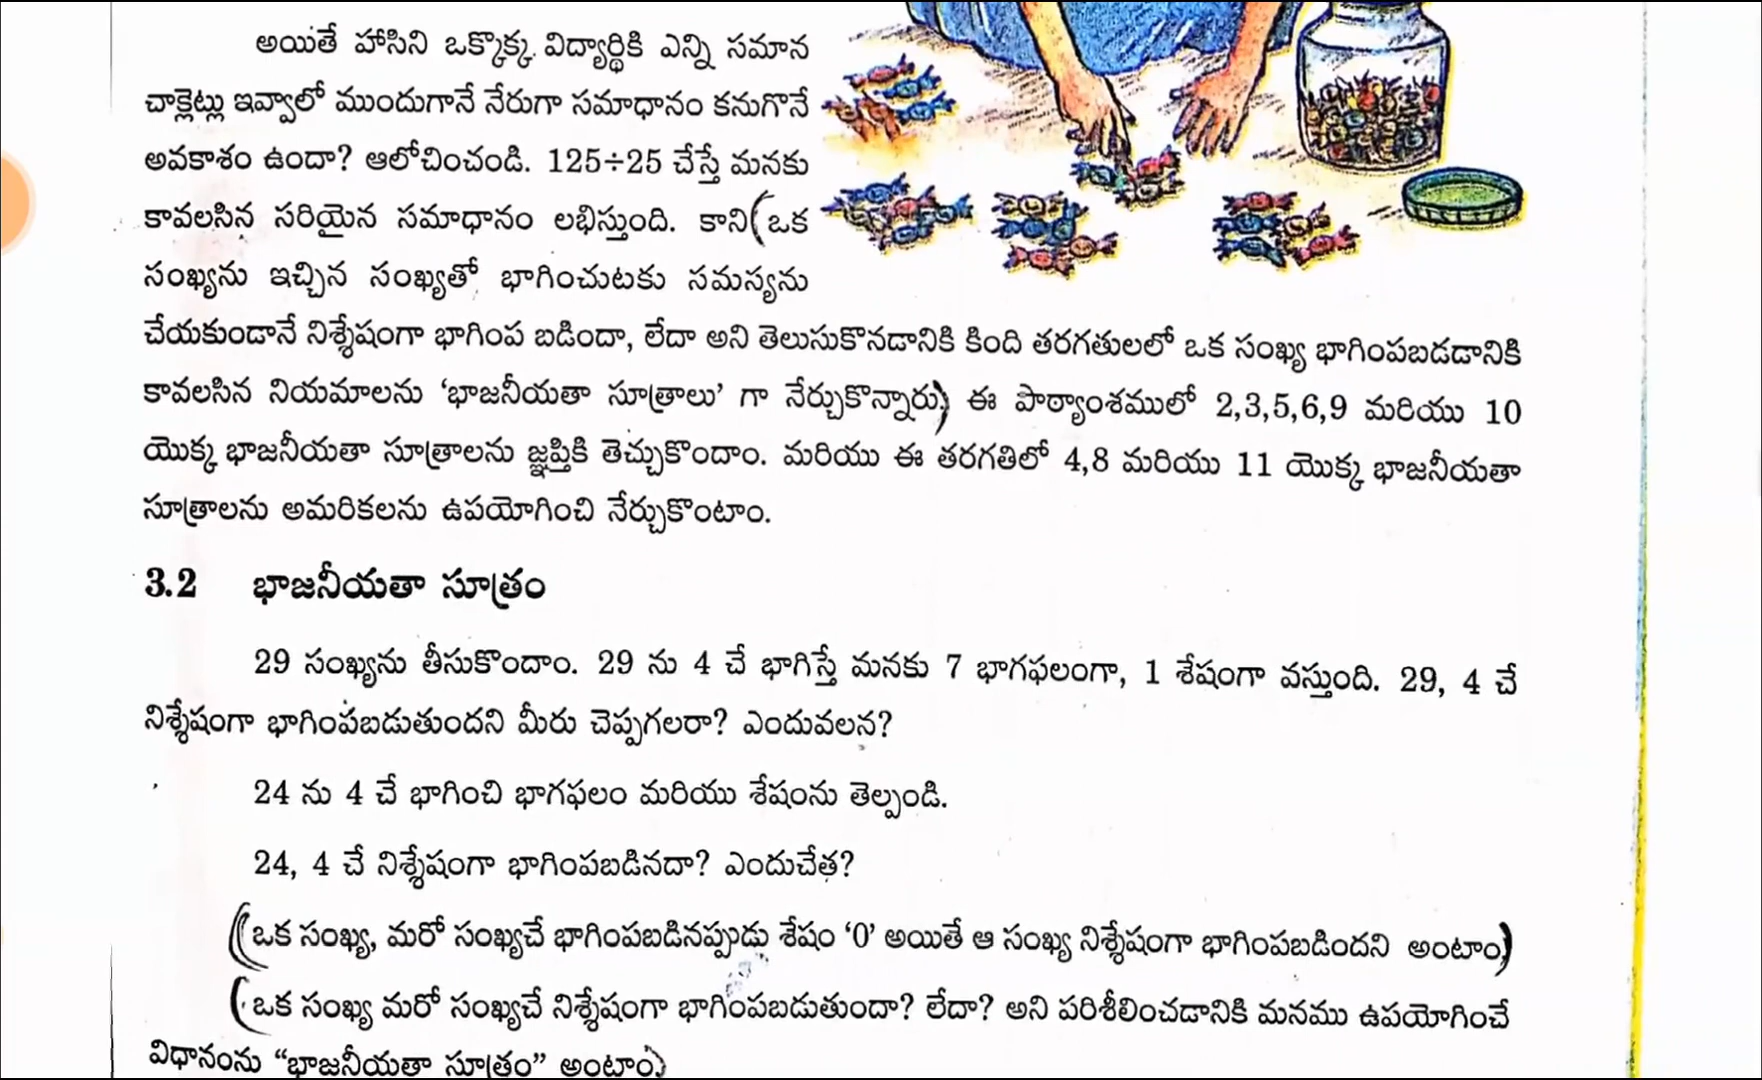 అయితే హాసిని ఒక్కొక్క విద్యార్థికి ఎన్ని సమాన
చాక్లెట్లు ఇవ్వాలో ముందుగానే నేరుగా సమాధానం కనుగొనే
అవకాశం ఉందా? ఆలోచించండి. 125÷25 చేస్తే మనకు
కావలసిన సరియైన సమాధానం లభిస్తుంది. కాని (ఒక
సంఖ్యను ఇచ్చిన సంఖ్యతో భాగించుటకు సమస్యను
చేయకుండానే నిశ్శేషంగా భాగింప బడిందా, లేదా అని తెలుసుకొనడానికి కింది తరగతులలో ఒక సంఖ్య భాగింపబడడానికి
కావలసిన నియమాలను ‘భాజనీయతా సూత్రాలు’ గా నేర్చుకొన్నారు) ఈ పాఠ్యాంశములో 2,3,5,6,9 మరియు 10
యొక్క భాజనీయతా సూత్రాలను జ్ఞప్తికి తెచ్చుకొందాం. మరియు ఈ తరగతిలో 4,8 మరియు 11 యొక్క భాజనీయతా
సూత్రాలను అమరికలను ఉపయోగించి నేర్చుకొంటాం.
3.2 భాజనీయతా సూత్రం
29 సంఖ్యను తీసుకొందాం. 29 ను 4 చే భాగిస్తే మనకు 7 భాగఫలంగా, 1 శేషంగా వస్తుంది. 29, 4 చే
నిశ్శేషంగా భాగింపబడుతుందని మీరు చెప్పగలరా? ఎందువలన?
24 ను 4 చే భాగించి భాగఫలం మరియు శేషంను తెల్పండి.
24, 4 చే నిశ్శేషంగా భాగింపబడినదా? ఎందుచేత?
(ఒక సంఖ్య, మరో సంఖ్యచే భాగింపబడినప్పుడు శేషం ‘0’ అయితే ఆ సంఖ్య నిశ్శేషంగా భాగింపబడిందని అంటాం)
(ఒక సంఖ్య మరో సంఖ్యచే నిశ్శేషంగా భాగింపబడుతుందా? లేదా? అని పరిశీలించడానికి మనము ఉపయోగించే
విధానంను “భాజనీయతా సూత్రం” అంటాం)